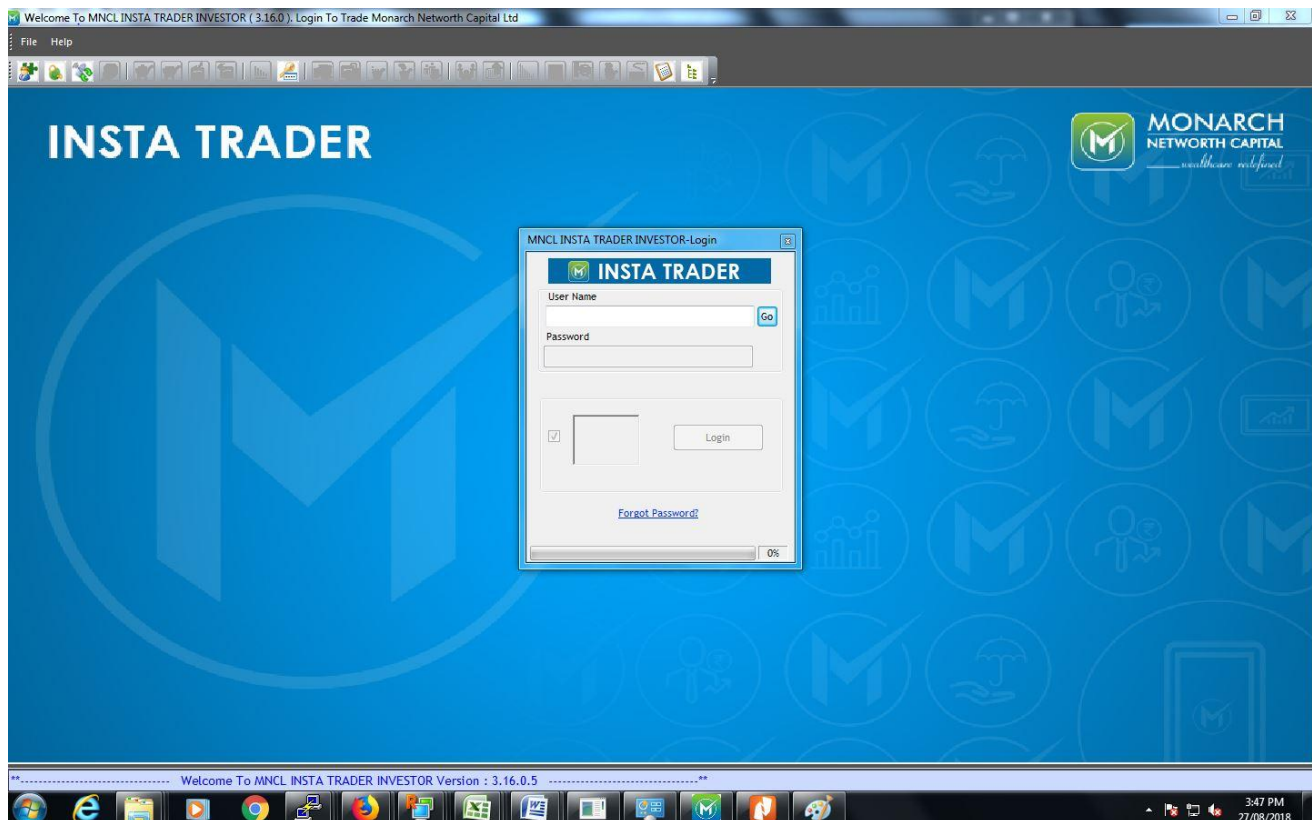 Welcome To MNCL INSTA TRADER INVESTOR ( 3.16.0 ). Login To Trade Monarch Networth Capital Ltd
File Help
INSTA TRADER
MONARCH
NETWORTH CAPITAL
wealthcare redefined
MNCL INSTA TRADER INVESTOR-Login
INSTA TRADER
User Name
Go
Password
Login
Forgot Password?
0%
**--------------------------------- Welcome To MNCL INSTA TRADER INVESTOR Version : 3.16.0.5 ---------------------------------**
3:47 PM
27/08/2018